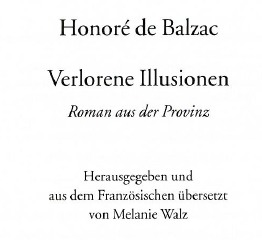 Honoré de Balzac
Verlorene Illusionen
Roman aus der Provinz
Herausgegeben und
aus dem Französischen übersetzt
von Melanie Walz